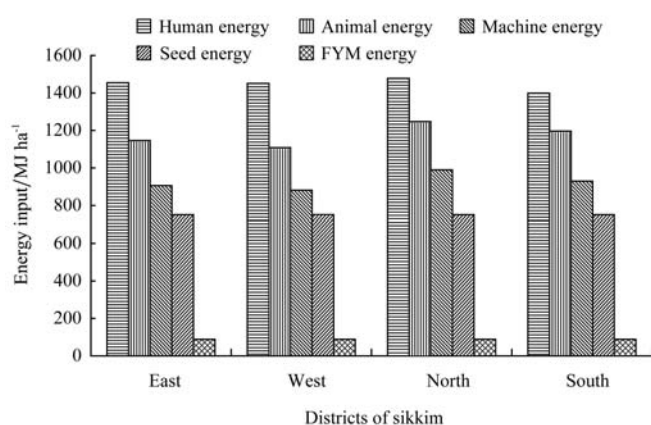 Human energy Animal energy Machine energy
Seed energy FYM energy
1600
1400
1200
1000
800
600
400
200
0
Energy input/MJ ha⁻¹
East West North South
Districts of sikkim